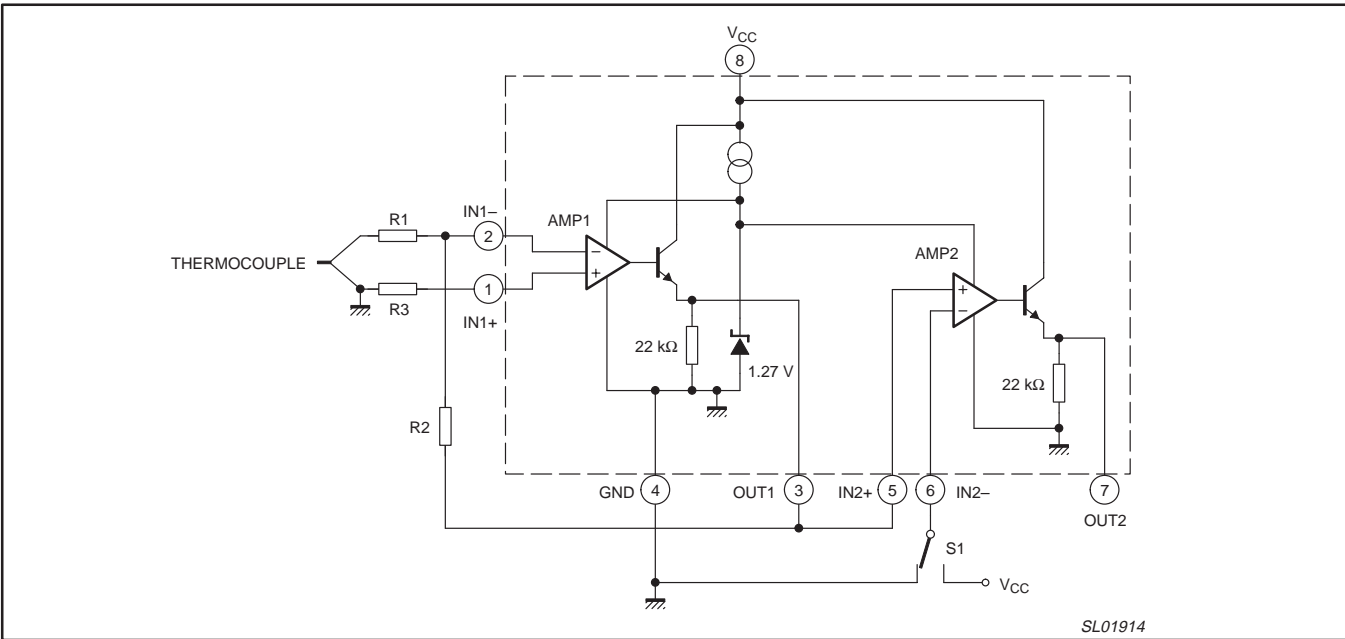 VCC
8
IN1–
AMP1
R1
2
AMP2
THERMOCOUPLE
1
R3
IN1+
22 kΩ
1.27 V
22 kΩ
R2
GND
4
OUT1
3
IN2+
5
6
IN2–
7
OUT2
S1
VCC
SL01914